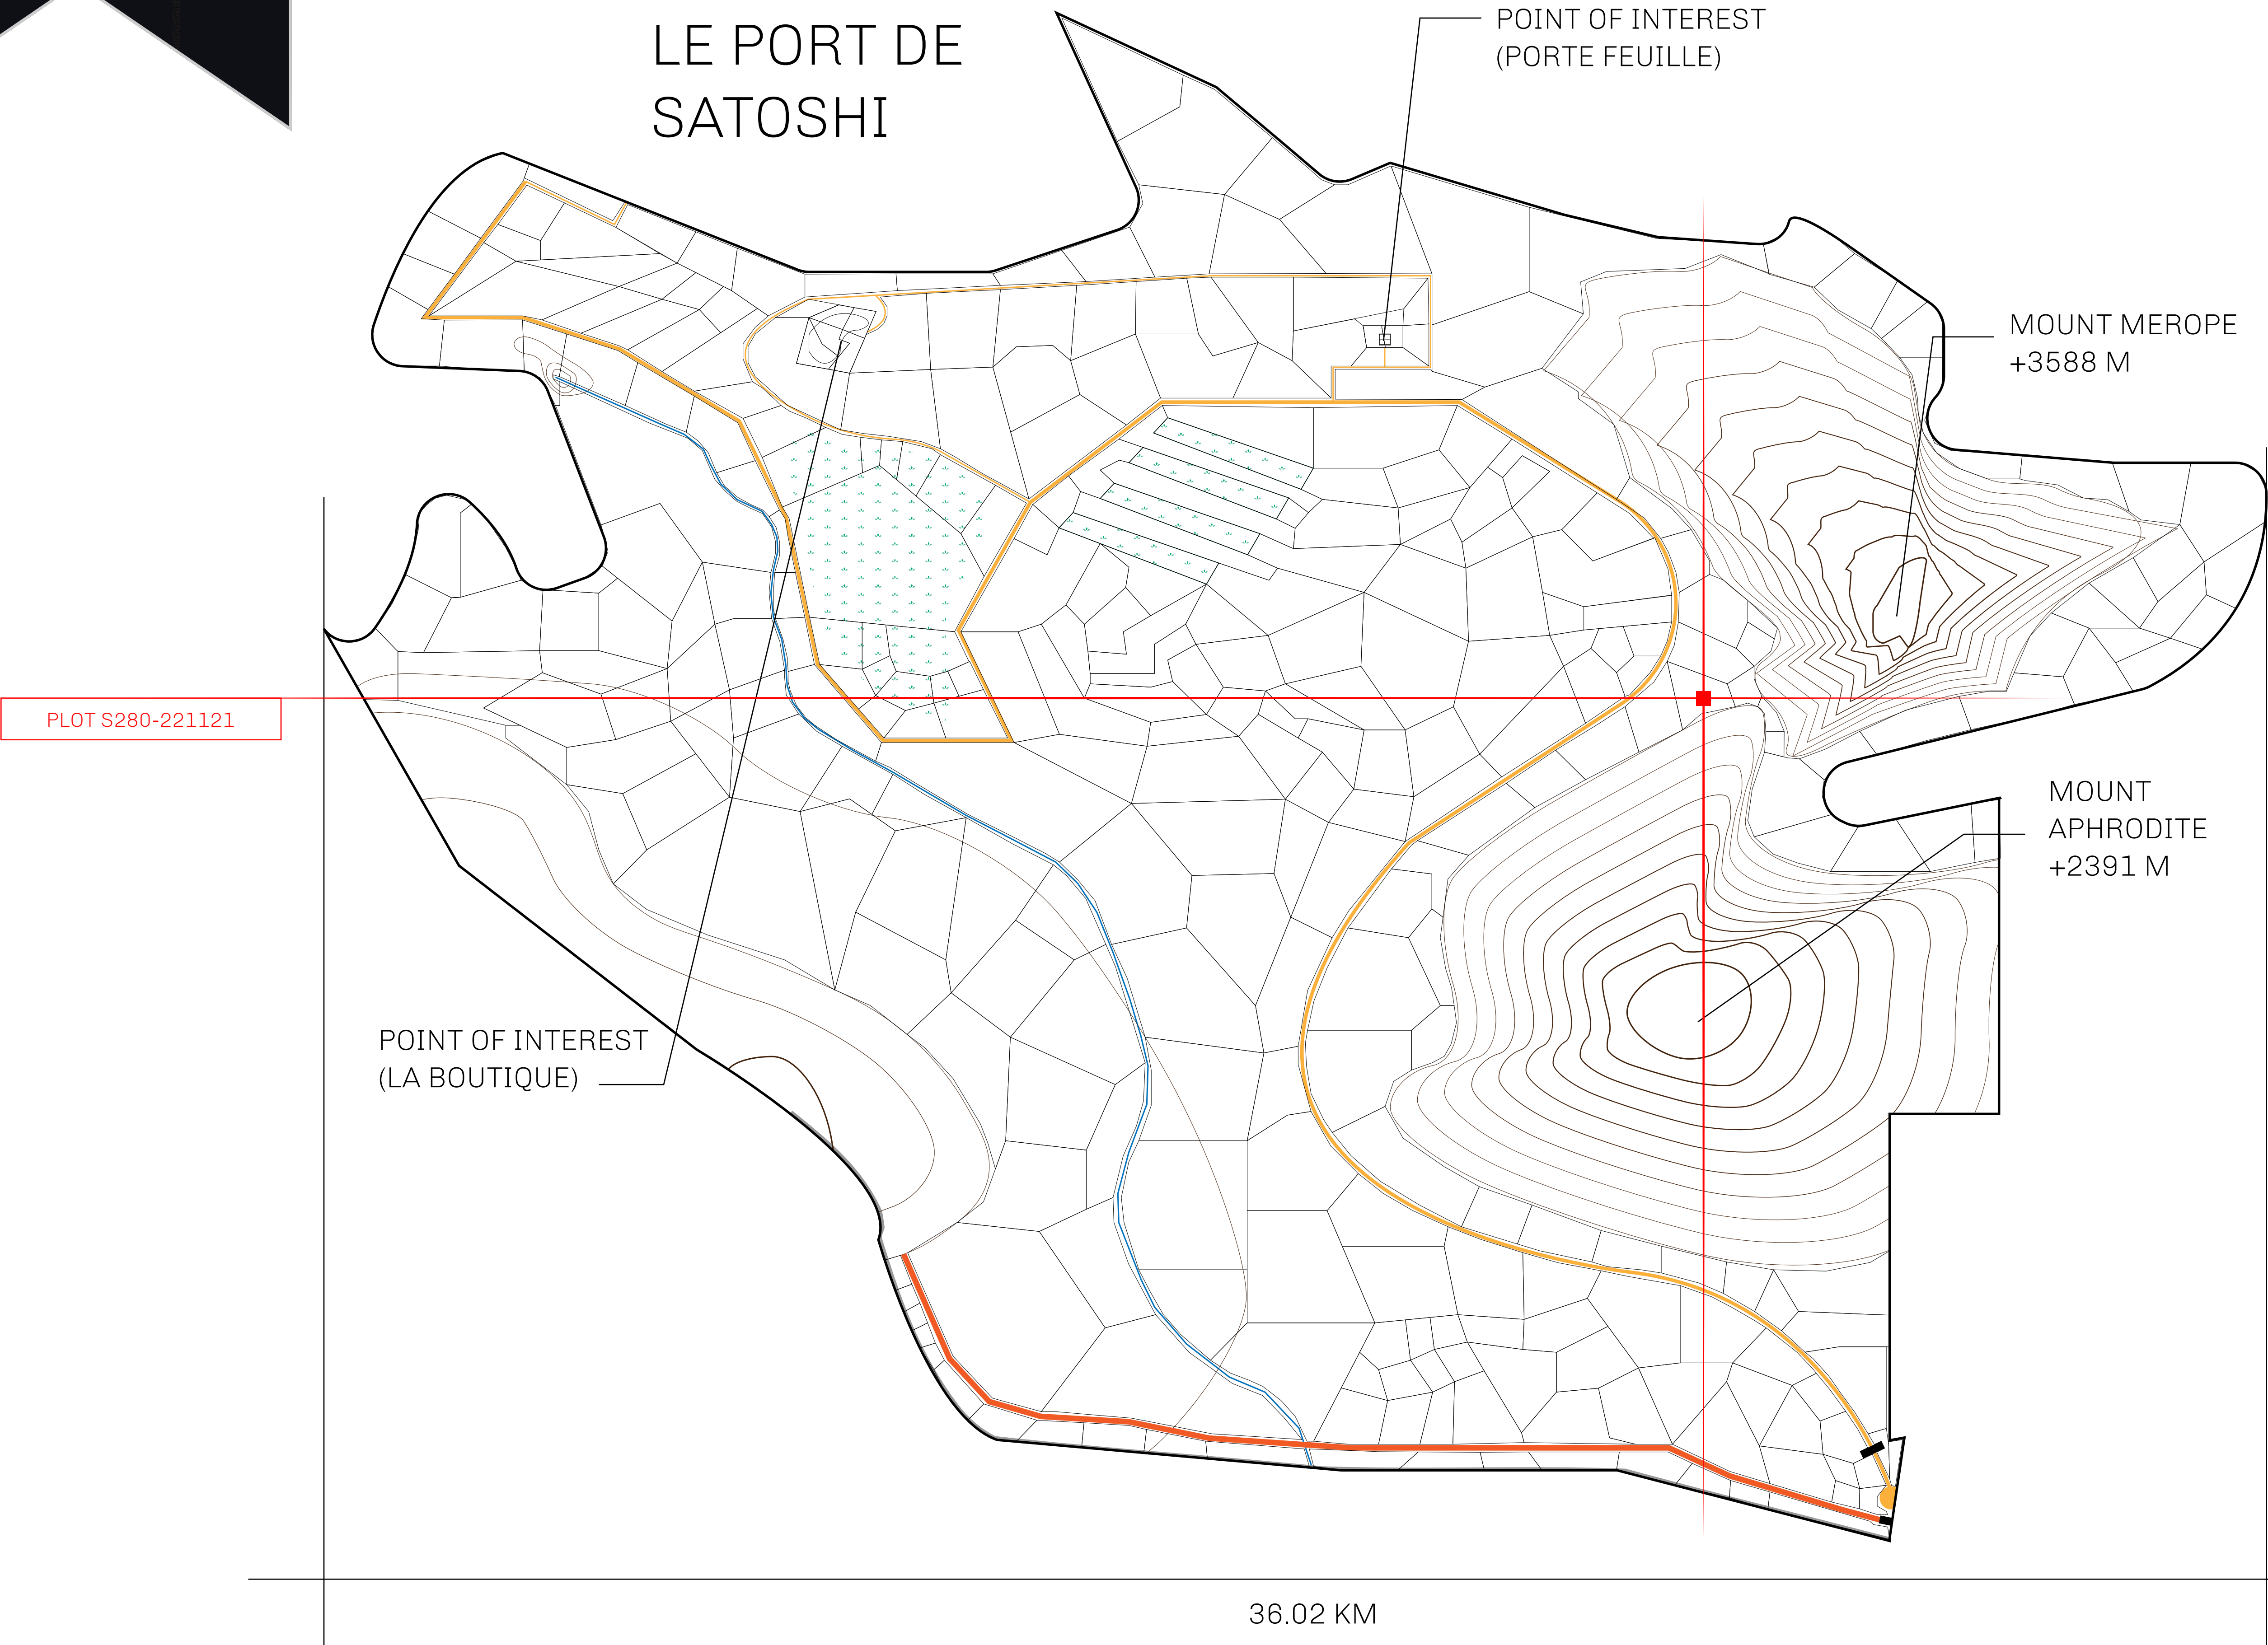 LE PORT DE
SATOSHI
POINT OF INTEREST
(PORTE FEUILLE)
MOUNT MEROPE
+3588 M
PLOT S280-221121
MOUNT
APHRODITE
+2391 M
POINT OF INTEREST
(LA BOUTIQUE)
36.02 KM